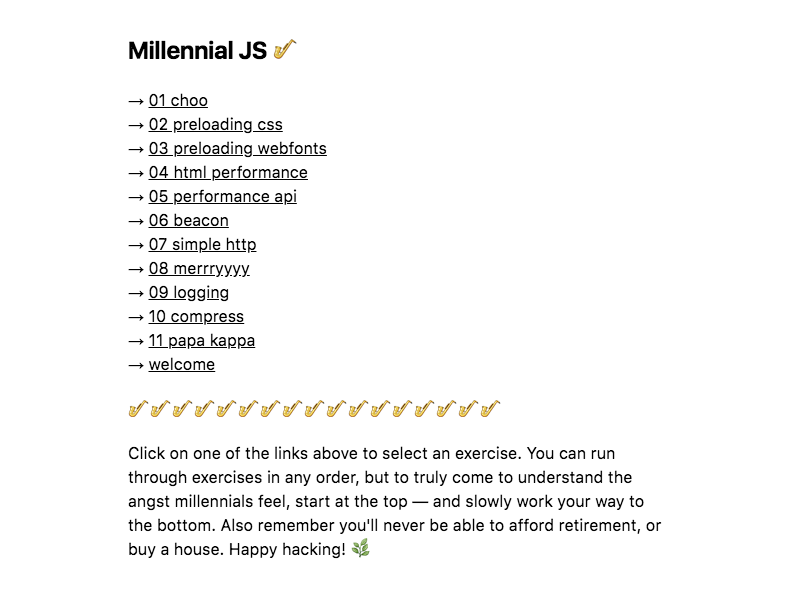 Millennial JS 🎷
→ 01 choo
→ 02 preloading css
→ 03 preloading webfonts
→ 04 html performance
→ 05 performance api
→ 06 beacon
→ 07 simple http
→ 08 merrryyyy
→ 09 logging
→ 10 compress
→ 11 papa kappa
→ welcome
🎷🎷🎷🎷🎷🎷🎷🎷🎷🎷🎷🎷🎷🎷🎷🎷🎷
Click on one of the links above to select an exercise. You can run
through exercises in any order, but to truly come to understand the
angst millennials feel, start at the top — and slowly work your way to
the bottom. Also remember you'll never be able to afford retirement, or
buy a house. Happy hacking! 🌿